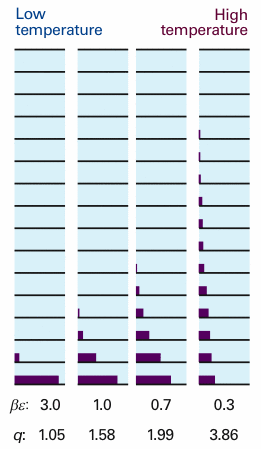 Low
temperature
High
temperature
βε: 3.0 1.0 0.7 0.3
q: 1.05 1.58 1.99 3.86